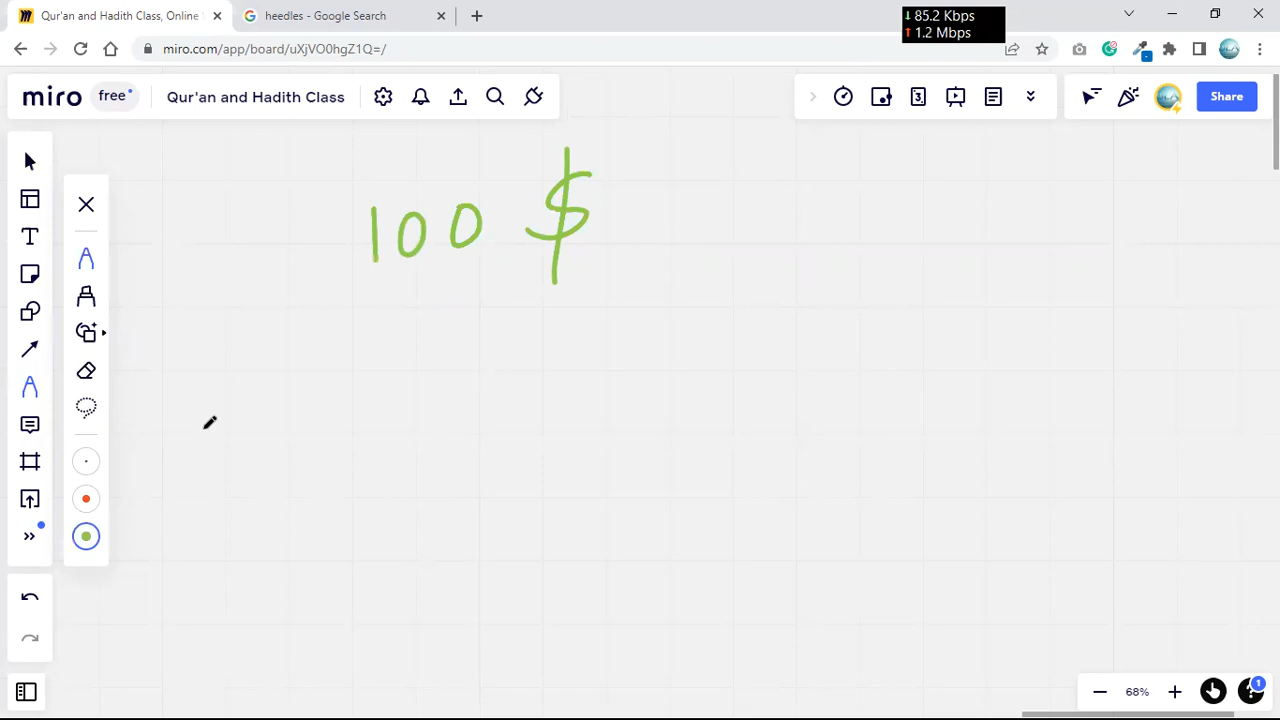 Qur'an and Hadith Class, Online
speedtest - Google Search
85.2 Kbps
1.2 Mbps
miro.com/app/board/uXjVO0hgZ1Q=/
miro free Qur'an and Hadith Class
3
Share
100 $
T
68%
?
1